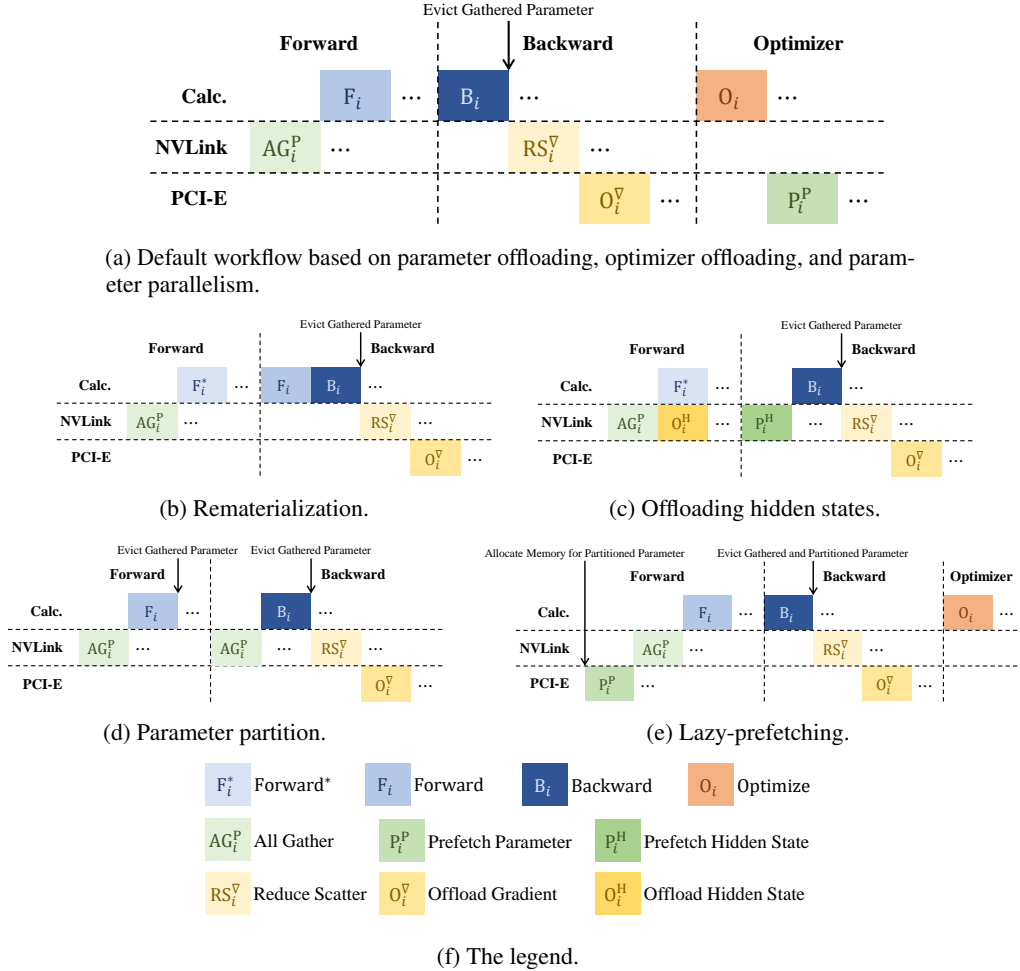 Evict Gathered Parameter
Forward Backward Optimizer
Calc. F_i ... B_i ... O_i ...
NVLink AG_i^P ... RS_i^∇ ...
PCI-E O_i^∇ ... P_i^P ...
(a) Default workflow based on parameter offloading, optimizer offloading, and param-
eter parallelism.
Evict Gathered Parameter
Forward Backward
Calc. F_i^* ... F_i B_i ...
NVLink AG_i^P ... RS_i^∇ ...
PCI-E O_i^∇ ...
(b) Rematerialization.
Evict Gathered Parameter
Forward Backward
Calc. F_i^* ... B_i ...
NVLink AG_i^P O_i^H ... P_i^H ... RS_i^∇ ...
PCI-E O_i^∇ ...
(c) Offloading hidden states.
Evict Gathered Parameter Evict Gathered Parameter
Forward Backward
Calc. F_i ... B_i ...
NVLink AG_i^P ... AG_i^P ... RS_i^∇ ...
PCI-E O_i^∇ ...
(d) Parameter partition.
Allocate Memory for Partitioned Parameter Evict Gathered and Partitioned Parameter
Forward Backward Optimizer
Calc. F_i ... B_i ... O_i ...
NVLink AG_i^P ... RS_i^∇ ...
PCI-E P_i^P ... O_i^∇ ...
(e) Lazy-prefetching.
F_i^* Forward* F_i Forward B_i Backward O_i Optimize
AG_i^P All Gather P_i^P Prefetch Parameter P_i^H Prefetch Hidden State
RS_i^∇ Reduce Scatter O_i^∇ Offload Gradient O_i^H Offload Hidden State
(f) The legend.